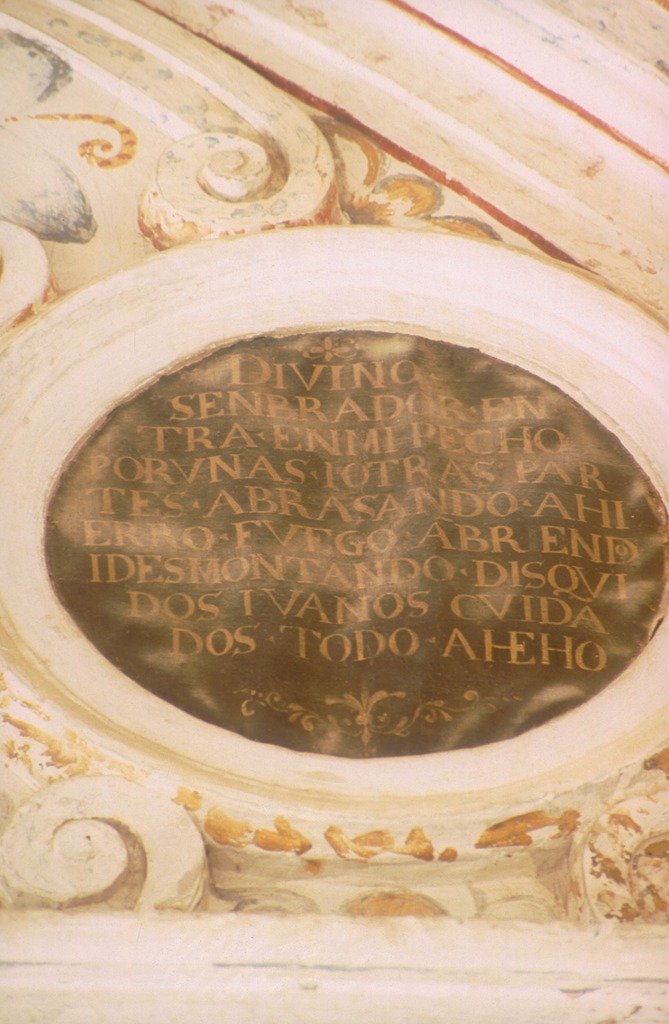 DIVINO
SENBRADOR·EN
TRA·ENMI PECHO
PORVNAS·IOTRAS PAR
TES·ABRASANDO·AHI
ERRO·FVEGO·ABRIENDO
IDESMONTANDO·DISQVI
DOS IVANOS CVIDA
DOS TODO·AHEHO